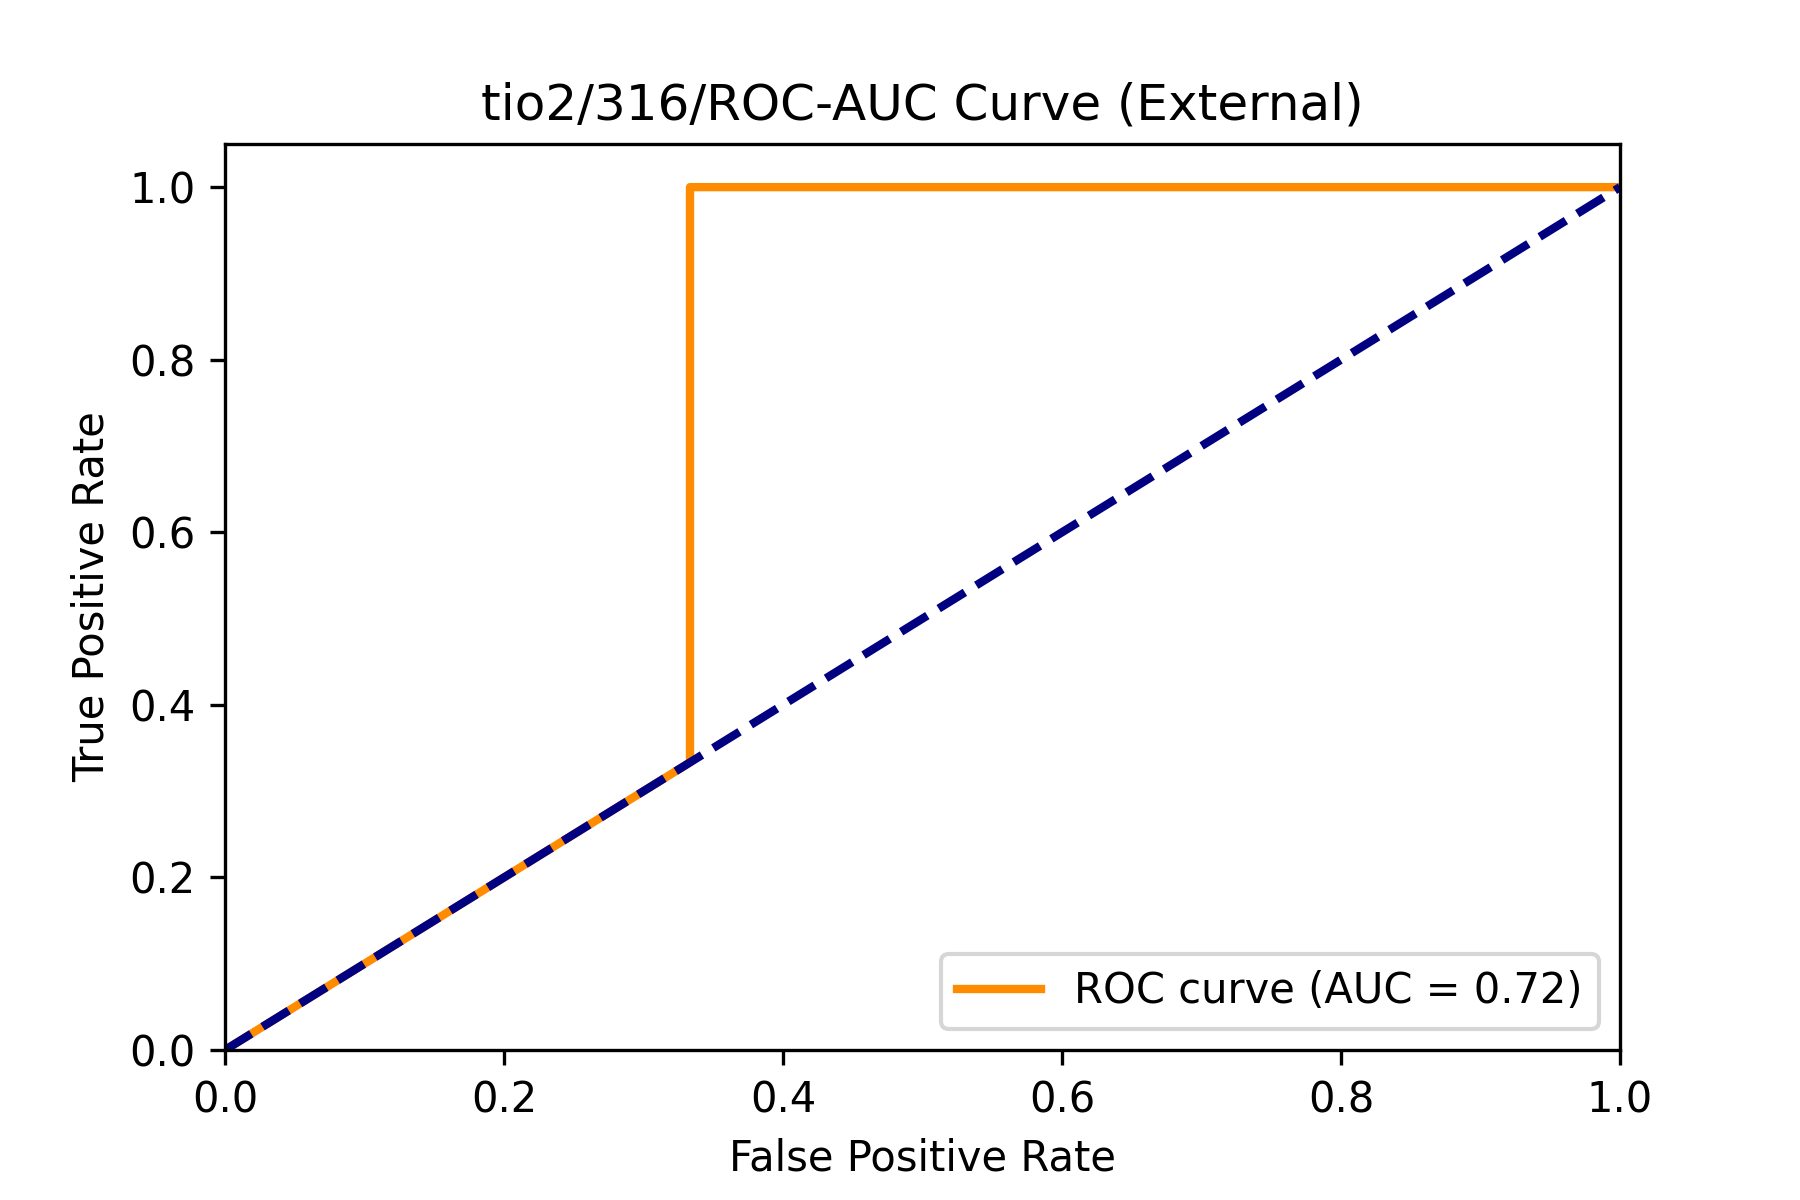 tio2/316/ROC-AUC Curve (External)
1.0
0.8
0.6
0.4
0.2
0.0
True Positive Rate
ROC curve (AUC = 0.72)
0.0 0.2 0.4 0.6 0.8 1.0
False Positive Rate